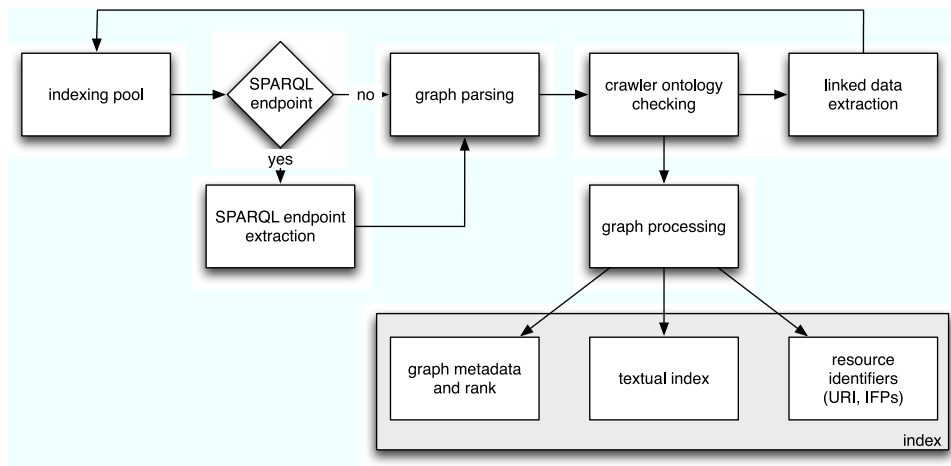 indexing pool
SPARQL
endpoint
no
graph parsing
crawler ontology
checking
linked data
extraction
yes
SPARQL endpoint
extraction
graph processing
graph metadata
and rank
textual index
resource
identifiers
(URI, IFPs)
index